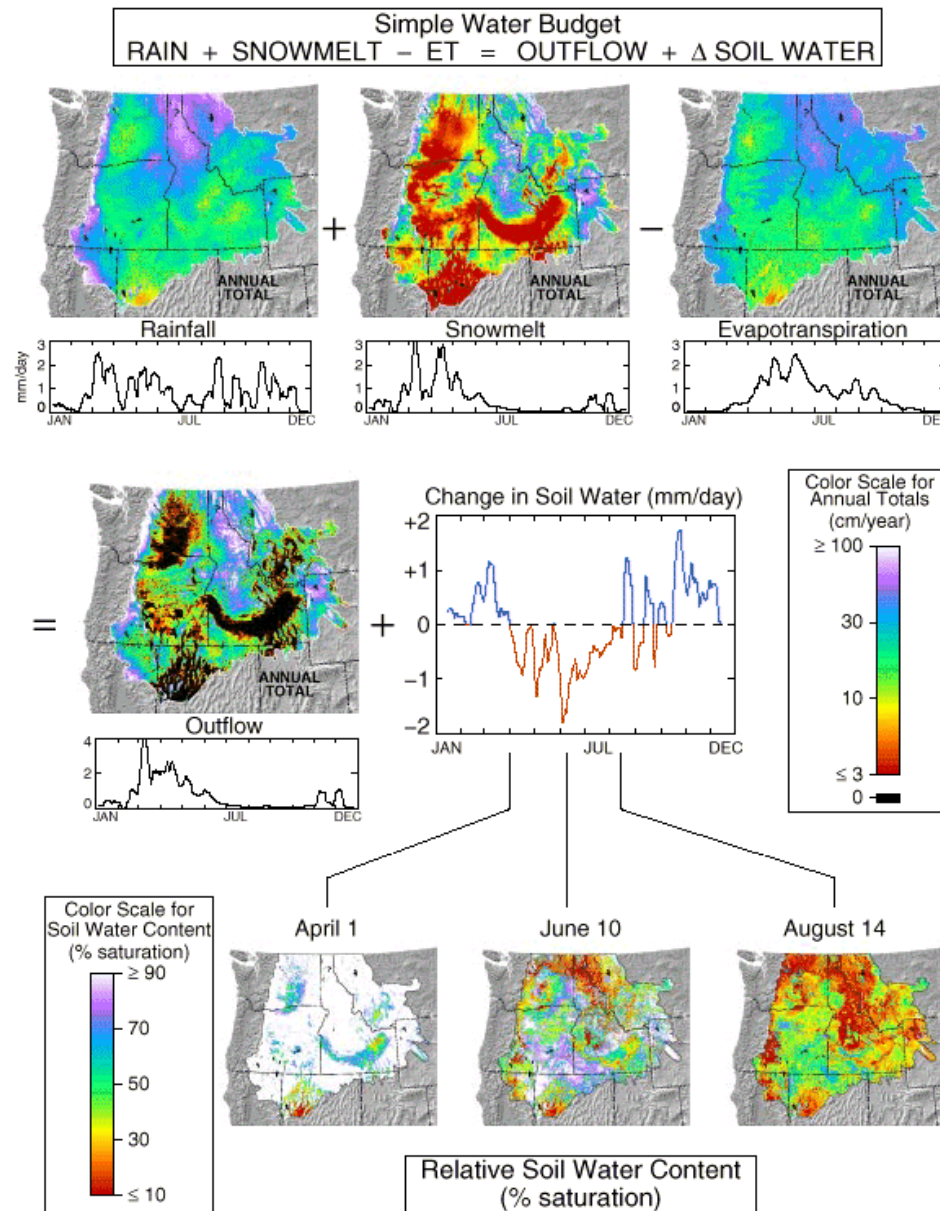 Simple Water Budget
RAIN + SNOWMELT − ET = OUTFLOW + Δ SOIL WATER
ANNUAL
TOTAL
+
ANNUAL
TOTAL
−
ANNUAL
TOTAL
Rainfall
Snowmelt
Evapotranspiration
mm/day
3
2
1
0
JAN
JUL
DEC
3
2
1
0
JAN
JUL
DEC
3
2
1
0
JAN
JUL
DEC
=
ANNUAL
TOTAL
Outflow
4
2
0
JAN
JUL
DEC
+
Change in Soil Water (mm/day)
+2
+1
0
−1
−2
JAN
JUL
DEC
Color Scale for
Annual Totals
(cm/year)
≥ 100
30
10
≤ 3
0
Color Scale for
Soil Water Content
(% saturation)
≥ 90
70
50
30
≤ 10
April 1
June 10
August 14
Relative Soil Water Content
(% saturation)